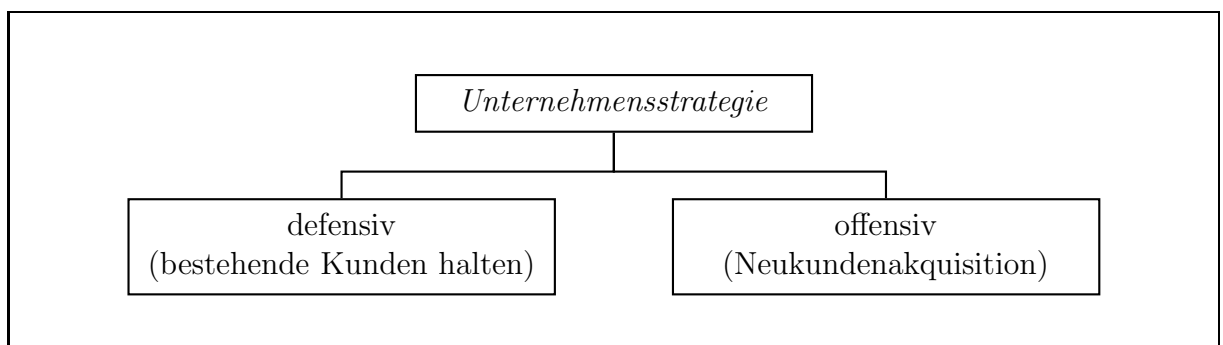 Unternehmensstrategie
defensiv
(bestehende Kunden halten)
offensiv
(Neukundenakquisition)